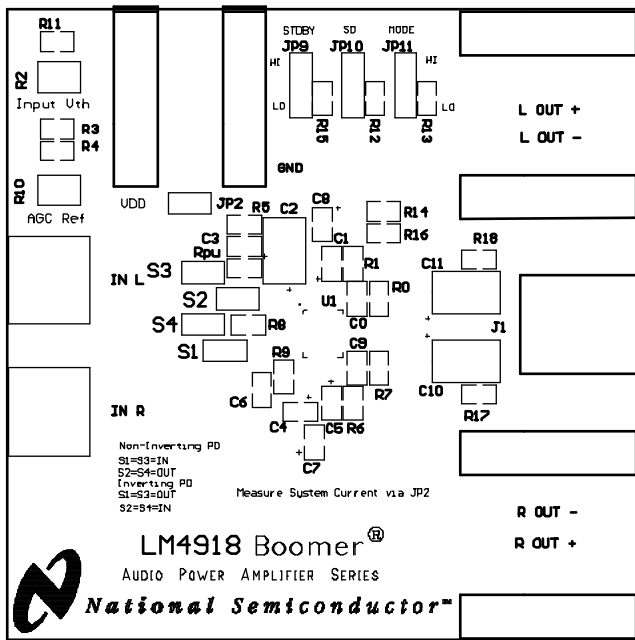 R11
STDBY
SD
MODE
JP9
JP10
JP11
HI
HI
R2
Input Vth
LO
LO
R3
R4
R15
R12
R13
L OUT +
L OUT -
GND
R10
VDD
JP2
AGC Ref
R5
C2
C8
R14
C3
R16
Rpu
C1
R1
R18
C11
S3
IN L
S2
U1
C0
R0
S4
R8
J1
S1
R9
C9
R7
C10
C6
R17
IN R
C4
C5
R6
C7
Non-Inverting PD
S1=S3=IN
S2=S4=OUT
Inverting PD
S1=S3=OUT
S2=S4=IN
Measure System Current via JP2
R OUT -
R OUT +
LM4918 Boomer®
AUDIO POWER AMPLIFIER SERIES
National Semiconductor™